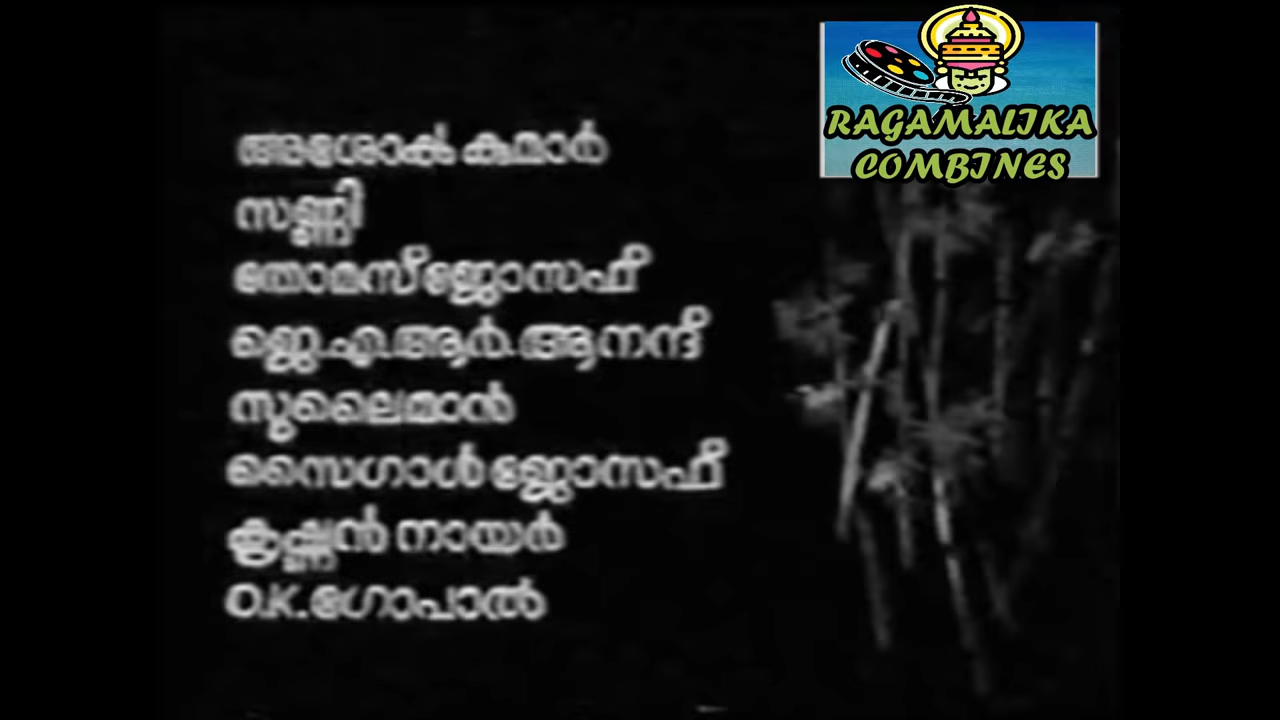 അശോക് കുമാർ
സണ്ണി
തോമസ് ജോസഫ്
ജെ.എ.ആർ.ആനന്ദ്
സുലൈമാൻ
സൈഗാൾ ജോസഫ്
കൃഷ്ണൻ നായർ
O.K.ഗോപാൽ
RAGAMALIKA
COMBINES